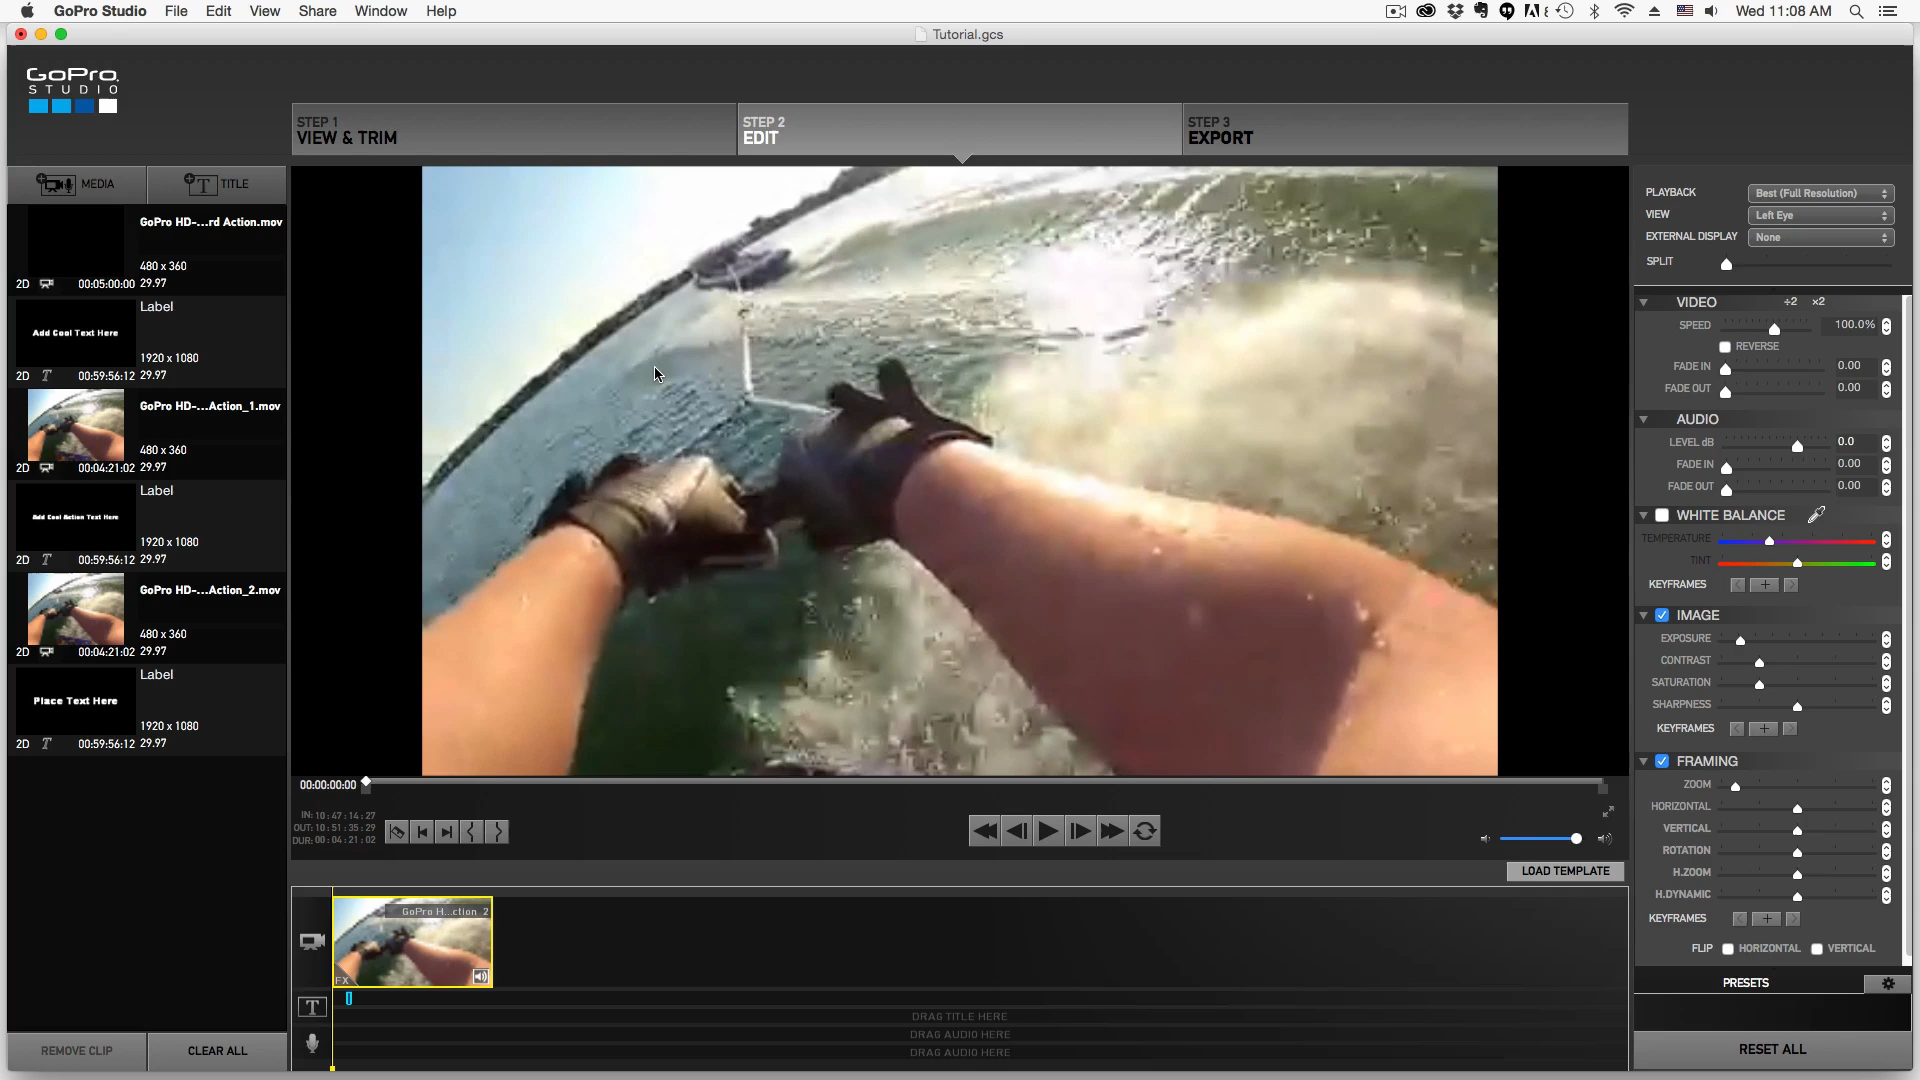 GoPro Studio File Edit View Share Window Help
Wed 11:08 AM
Tutorial.gcs
GoPro
STUDIO
STEP 1
VIEW & TRIM
STEP 2
EDIT
STEP 3
EXPORT
MEDIA
TITLE
GoPro HD-...rd Action.mov
480 x 360
2D 00:05:00:00 29.97
Label
Add Cool Text Here
1920 x 1080
2D T 00:59:56:12 29.97
GoPro HD-...Action_1.mov
480 x 360
2D 00:04:21:02 29.97
Label
Add Cool Action Text Here
1920 x 1080
2D T 00:59:56:12 29.97
GoPro HD-...Action_2.mov
480 x 360
2D 00:04:21:02 29.97
Label
Place Text Here
1920 x 1080
2D T 00:59:56:12 29.97
REMOVE CLIP
CLEAR ALL
00:00:00:00
IN: 10:47:14:27
OUT: 10:51:35:29
DUR: 00:04:21:02
LOAD TEMPLATE
GoPro H...ction 2
FX
T
DRAG TITLE HERE
DRAG AUDIO HERE
DRAG AUDIO HERE
PLAYBACK Best (Full Resolution)
VIEW Left Eye
EXTERNAL DISPLAY None
SPLIT
VIDEO ÷2 x2
SPEED 100.0%
REVERSE
FADE IN 0.00
FADE OUT 0.00
AUDIO
LEVEL dB 0.0
FADE IN 0.00
FADE OUT 0.00
WHITE BALANCE
TEMPERATURE
TINT
KEYFRAMES
IMAGE
EXPOSURE
CONTRAST
SATURATION
SHARPNESS
KEYFRAMES
FRAMING
ZOOM
HORIZONTAL
VERTICAL
ROTATION
H.ZOOM
H.DYNAMIC
KEYFRAMES
FLIP HORIZONTAL VERTICAL
PRESETS
RESET ALL